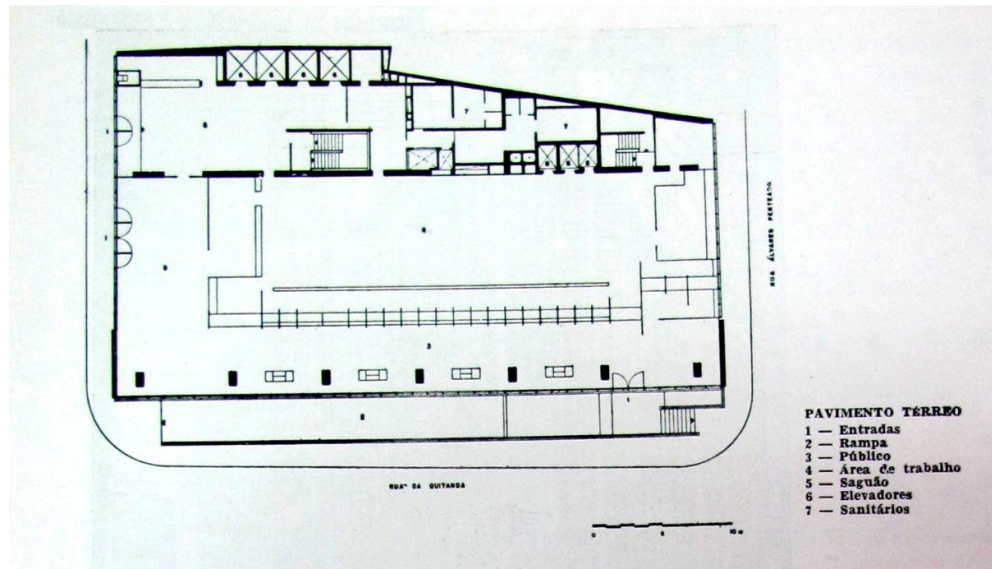 RUA ÁLVARES PENTEADO
RUA DA QUITANDA
0 5 10 m
PAVIMENTO TÉRREO
1 — Entradas
2 — Rampa
3 — Público
4 — Área de trabalho
5 — Saguão
6 — Elevadores
7 — Sanitários